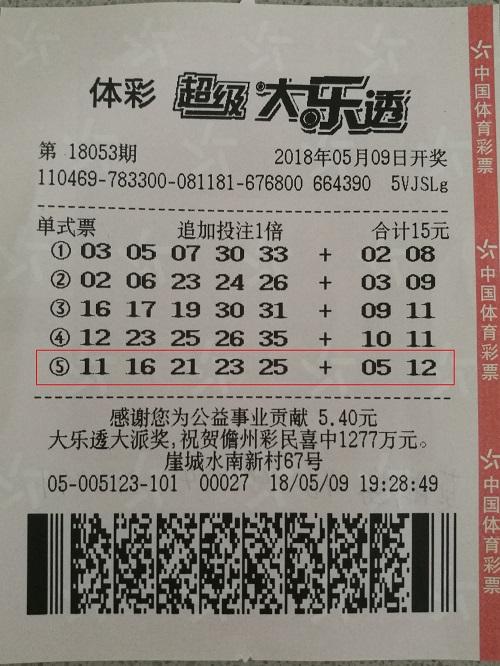 体彩 超级大乐透
第 18053期 2018年05月09日开奖
110469-783300-081181-676800 664390 5VJSLg
单式票 追加投注1倍 合计15元
① 03 05 07 30 33 + 02 08
② 02 06 23 24 26 + 03 09
③ 16 17 19 30 31 + 09 11
④ 12 23 25 26 35 + 10 11
⑤ 11 16 21 23 25 + 05 12
感谢您为公益事业贡献 5.40元
大乐透大派奖,祝贺儋州彩民喜中1277万元。
崖城水南新村67号
05-005123-101 00027 18/05/09 19:28:49
中国体育彩票
中国体育彩票
中国体育彩票